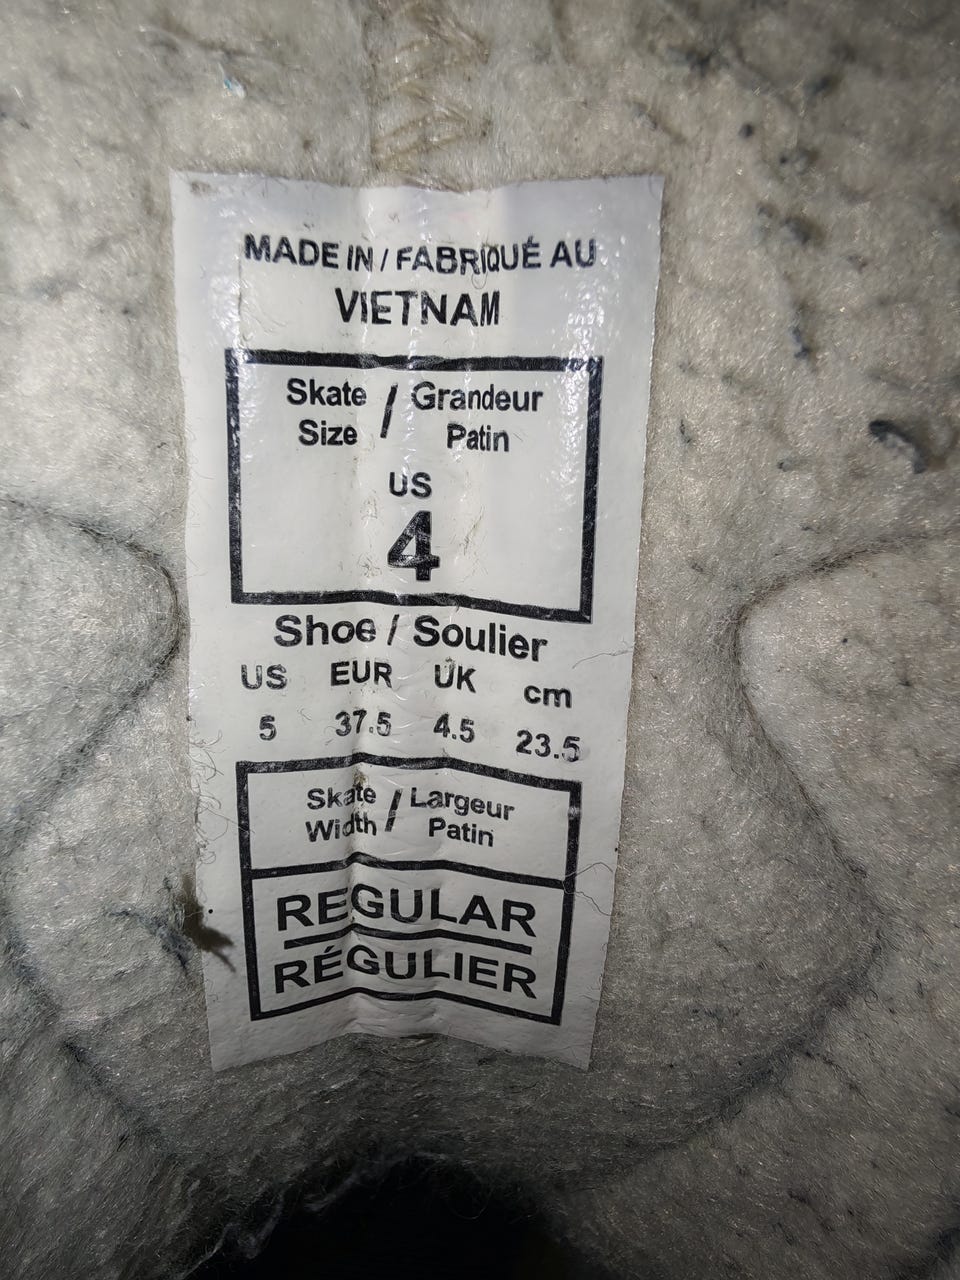 MADE IN / FABRIQUÉ AU
VIETNAM
Skate / Grandeur
Size Patin
US
4
Shoe / Soulier
US EUR UK cm
5 37.5 4.5 23.5
Skate / Largeur
Width Patin
REGULAR
RÉGULIER